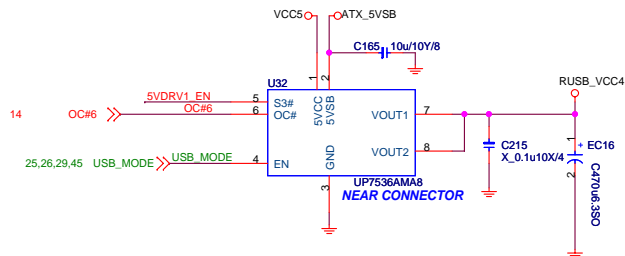 VCC5
ATX_5VSB
C165 10u/10Y/8
RUSB_VCC4
U32
1
2
5VDRV1_EN
5
S3#
5VCC
5VSB
14
OC#6
OC#6
6
OC#
VOUT1
7
25,26,29,45
USB_MODE
USB_MODE
4
EN
VOUT2
8
GND
3
UP7536AMA8
NEAR CONNECTOR
C215
X_0.1u10X/4
1
+
EC16
2
C470u6.3SO